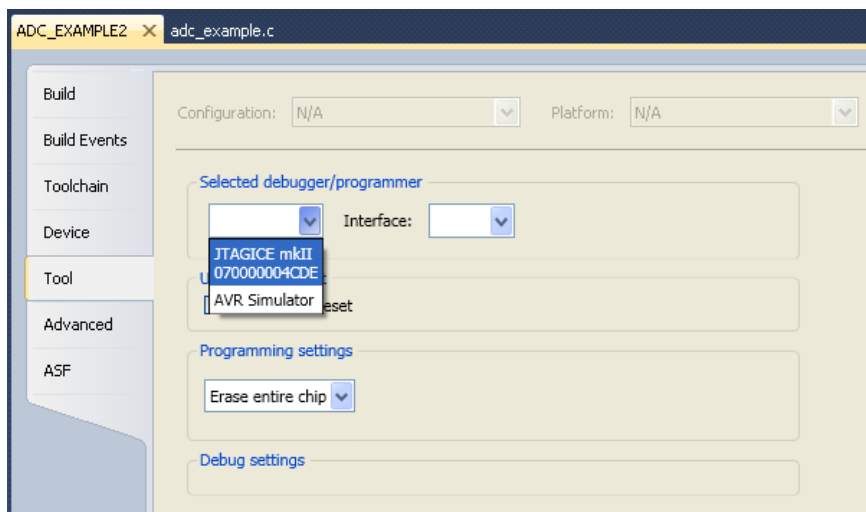 ADC_EXAMPLE2 adc_example.c
Build
Build Events
Toolchain
Device
Tool
Advanced
ASF
Configuration: N/A Platform: N/A
Selected debugger/programmer
Interface:
JTAGICE mkII
070000004CDE
AVR Simulator
Programming settings
Erase entire chip
Debug settings